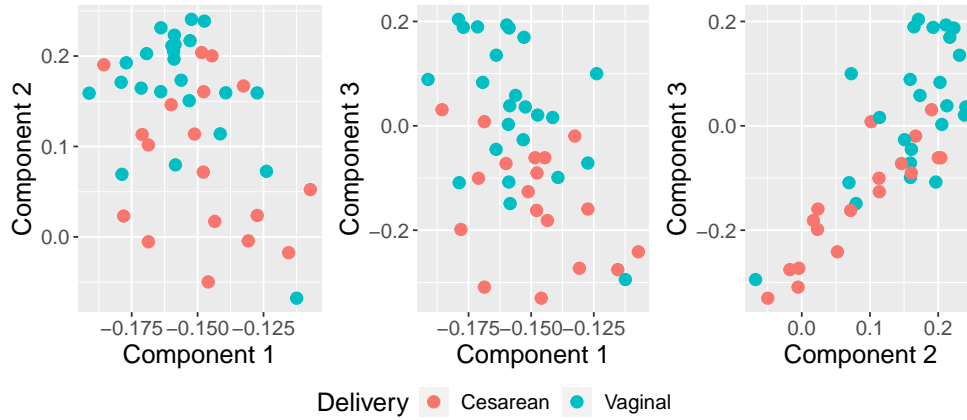 0.2
0.1
0.0
−0.175 −0.150 −0.125
Component 1
Component 2
0.2
0.0
−0.2
−0.175 −0.150 −0.125
Component 1
Component 3
0.2
0.0
−0.2
0.0 0.1 0.2
Component 2
Component 3
Delivery Cesarean Vaginal